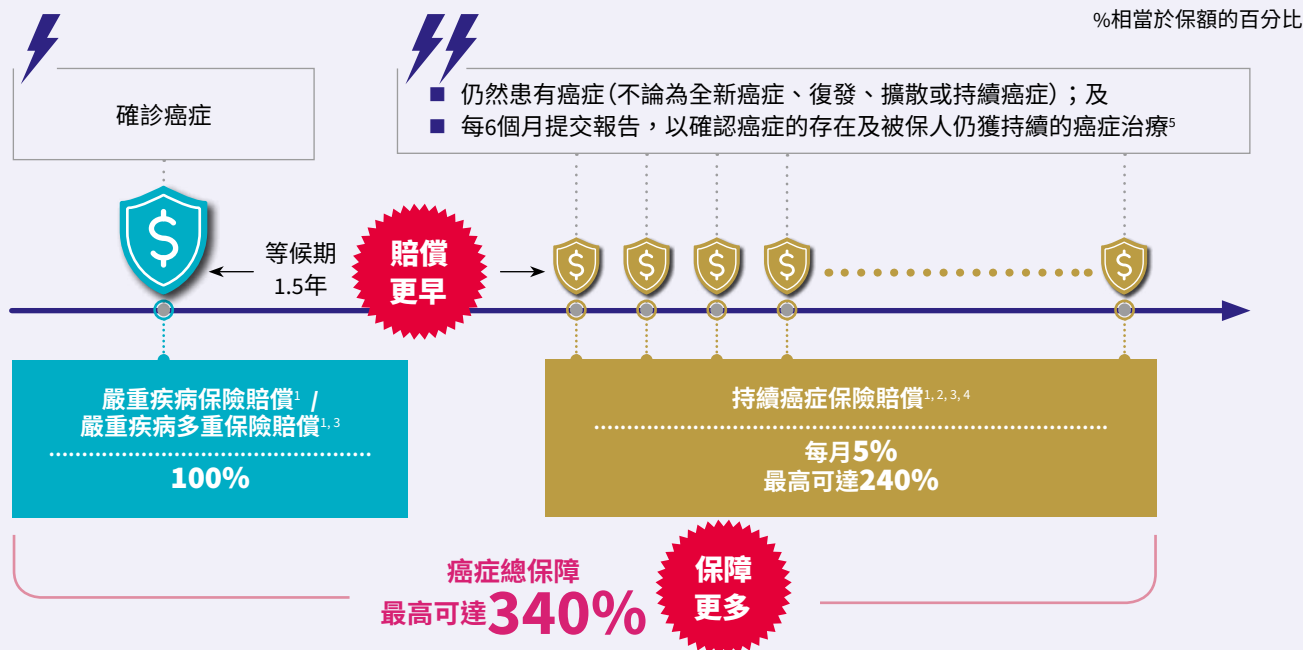 %相當於保額的百分比
確診癌症
■ 仍然患有癌症(不論為全新癌症、復發、擴散或持續癌症);及
■ 每6個月提交報告,以確認癌症的存在及被保人仍獲持續的癌症治療5
$
等候期
1.5年
賠償
更早
$
$
$
$
$
嚴重疾病保險賠償1 /
嚴重疾病多重保險賠償1, 3
100%
持續癌症保險賠償1, 2, 3, 4
每月5%
最高可達240%
癌症總保障
最高可達340%
保障
更多